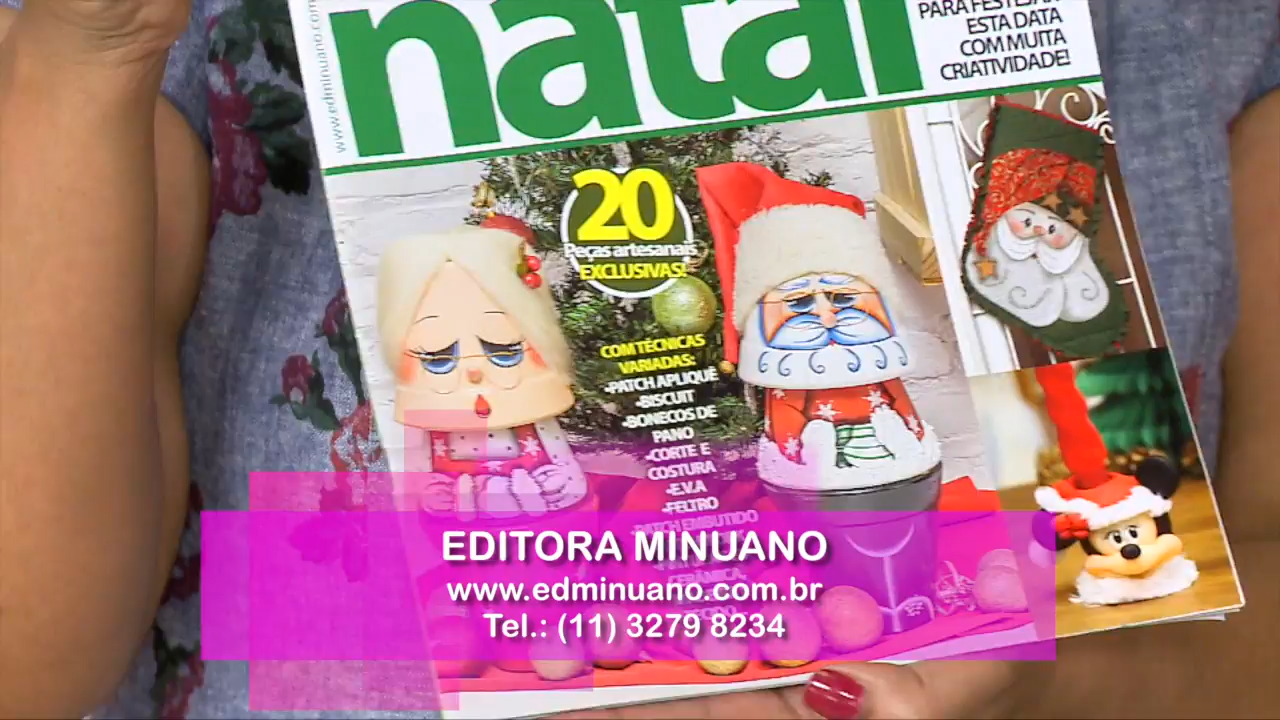 www.edminuano.com
natal
PARA FESTEJAR
ESTA DATA
COM MUITA
CRIATIVIDADE!
20
Peças artesanais
EXCLUSIVAS!
COM TÉCNICAS
VARIADAS:
•PATCH APLIQUÊ
•BISCUIT
•BONECOS DE
PANO
•CORTE E
COSTURA
•E.V.A
•FELTRO
•PATCH EMBUTIDO
CERÂMICA,
EDITORA MINUANO
www.edminuano.com.br
Tel.: (11) 3279 8234